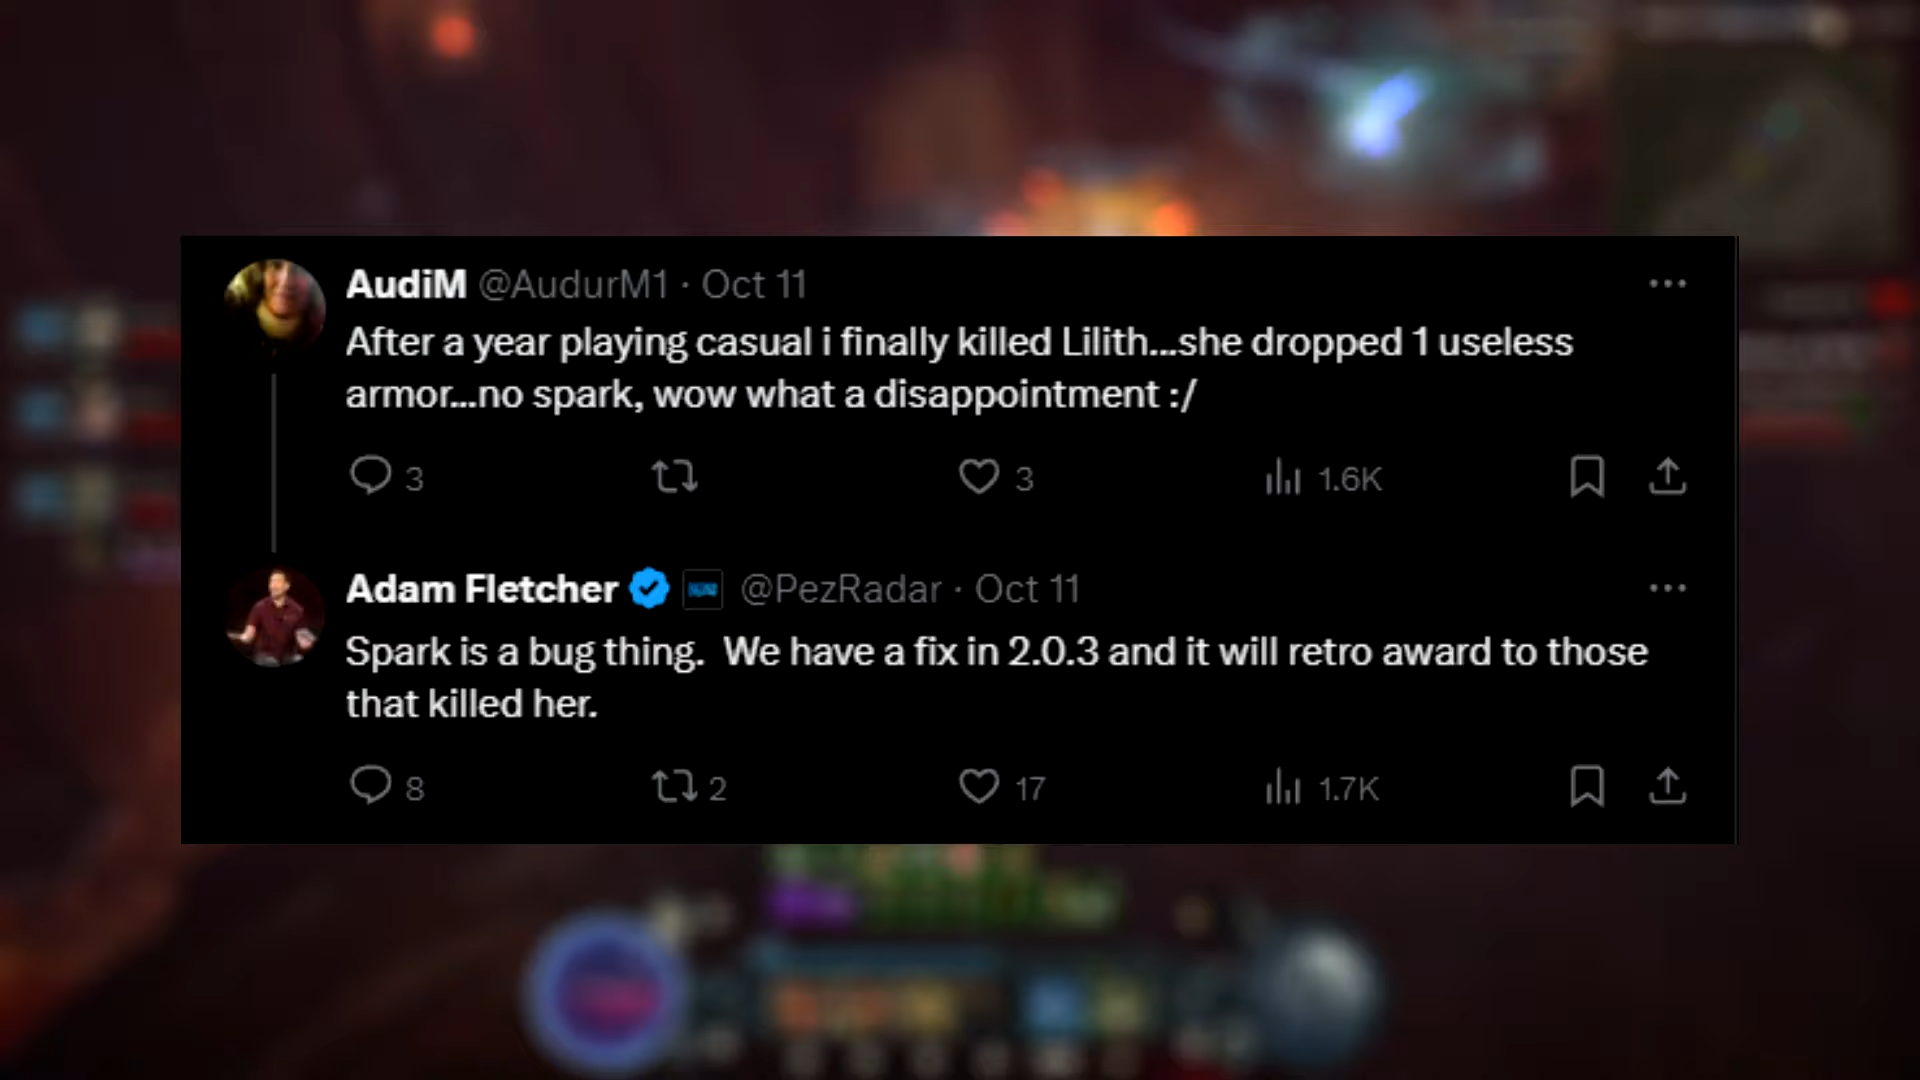 AudiM @AudurM1 · Oct 11
After a year playing casual i finally killed Lilith...she dropped 1 useless
armor...no spark, wow what a disappointment :/
3 3 1.6K
Adam Fletcher @PezRadar · Oct 11
Spark is a bug thing.  We have a fix in 2.0.3 and it will retro award to those
that killed her.
8 2 17 1.7K